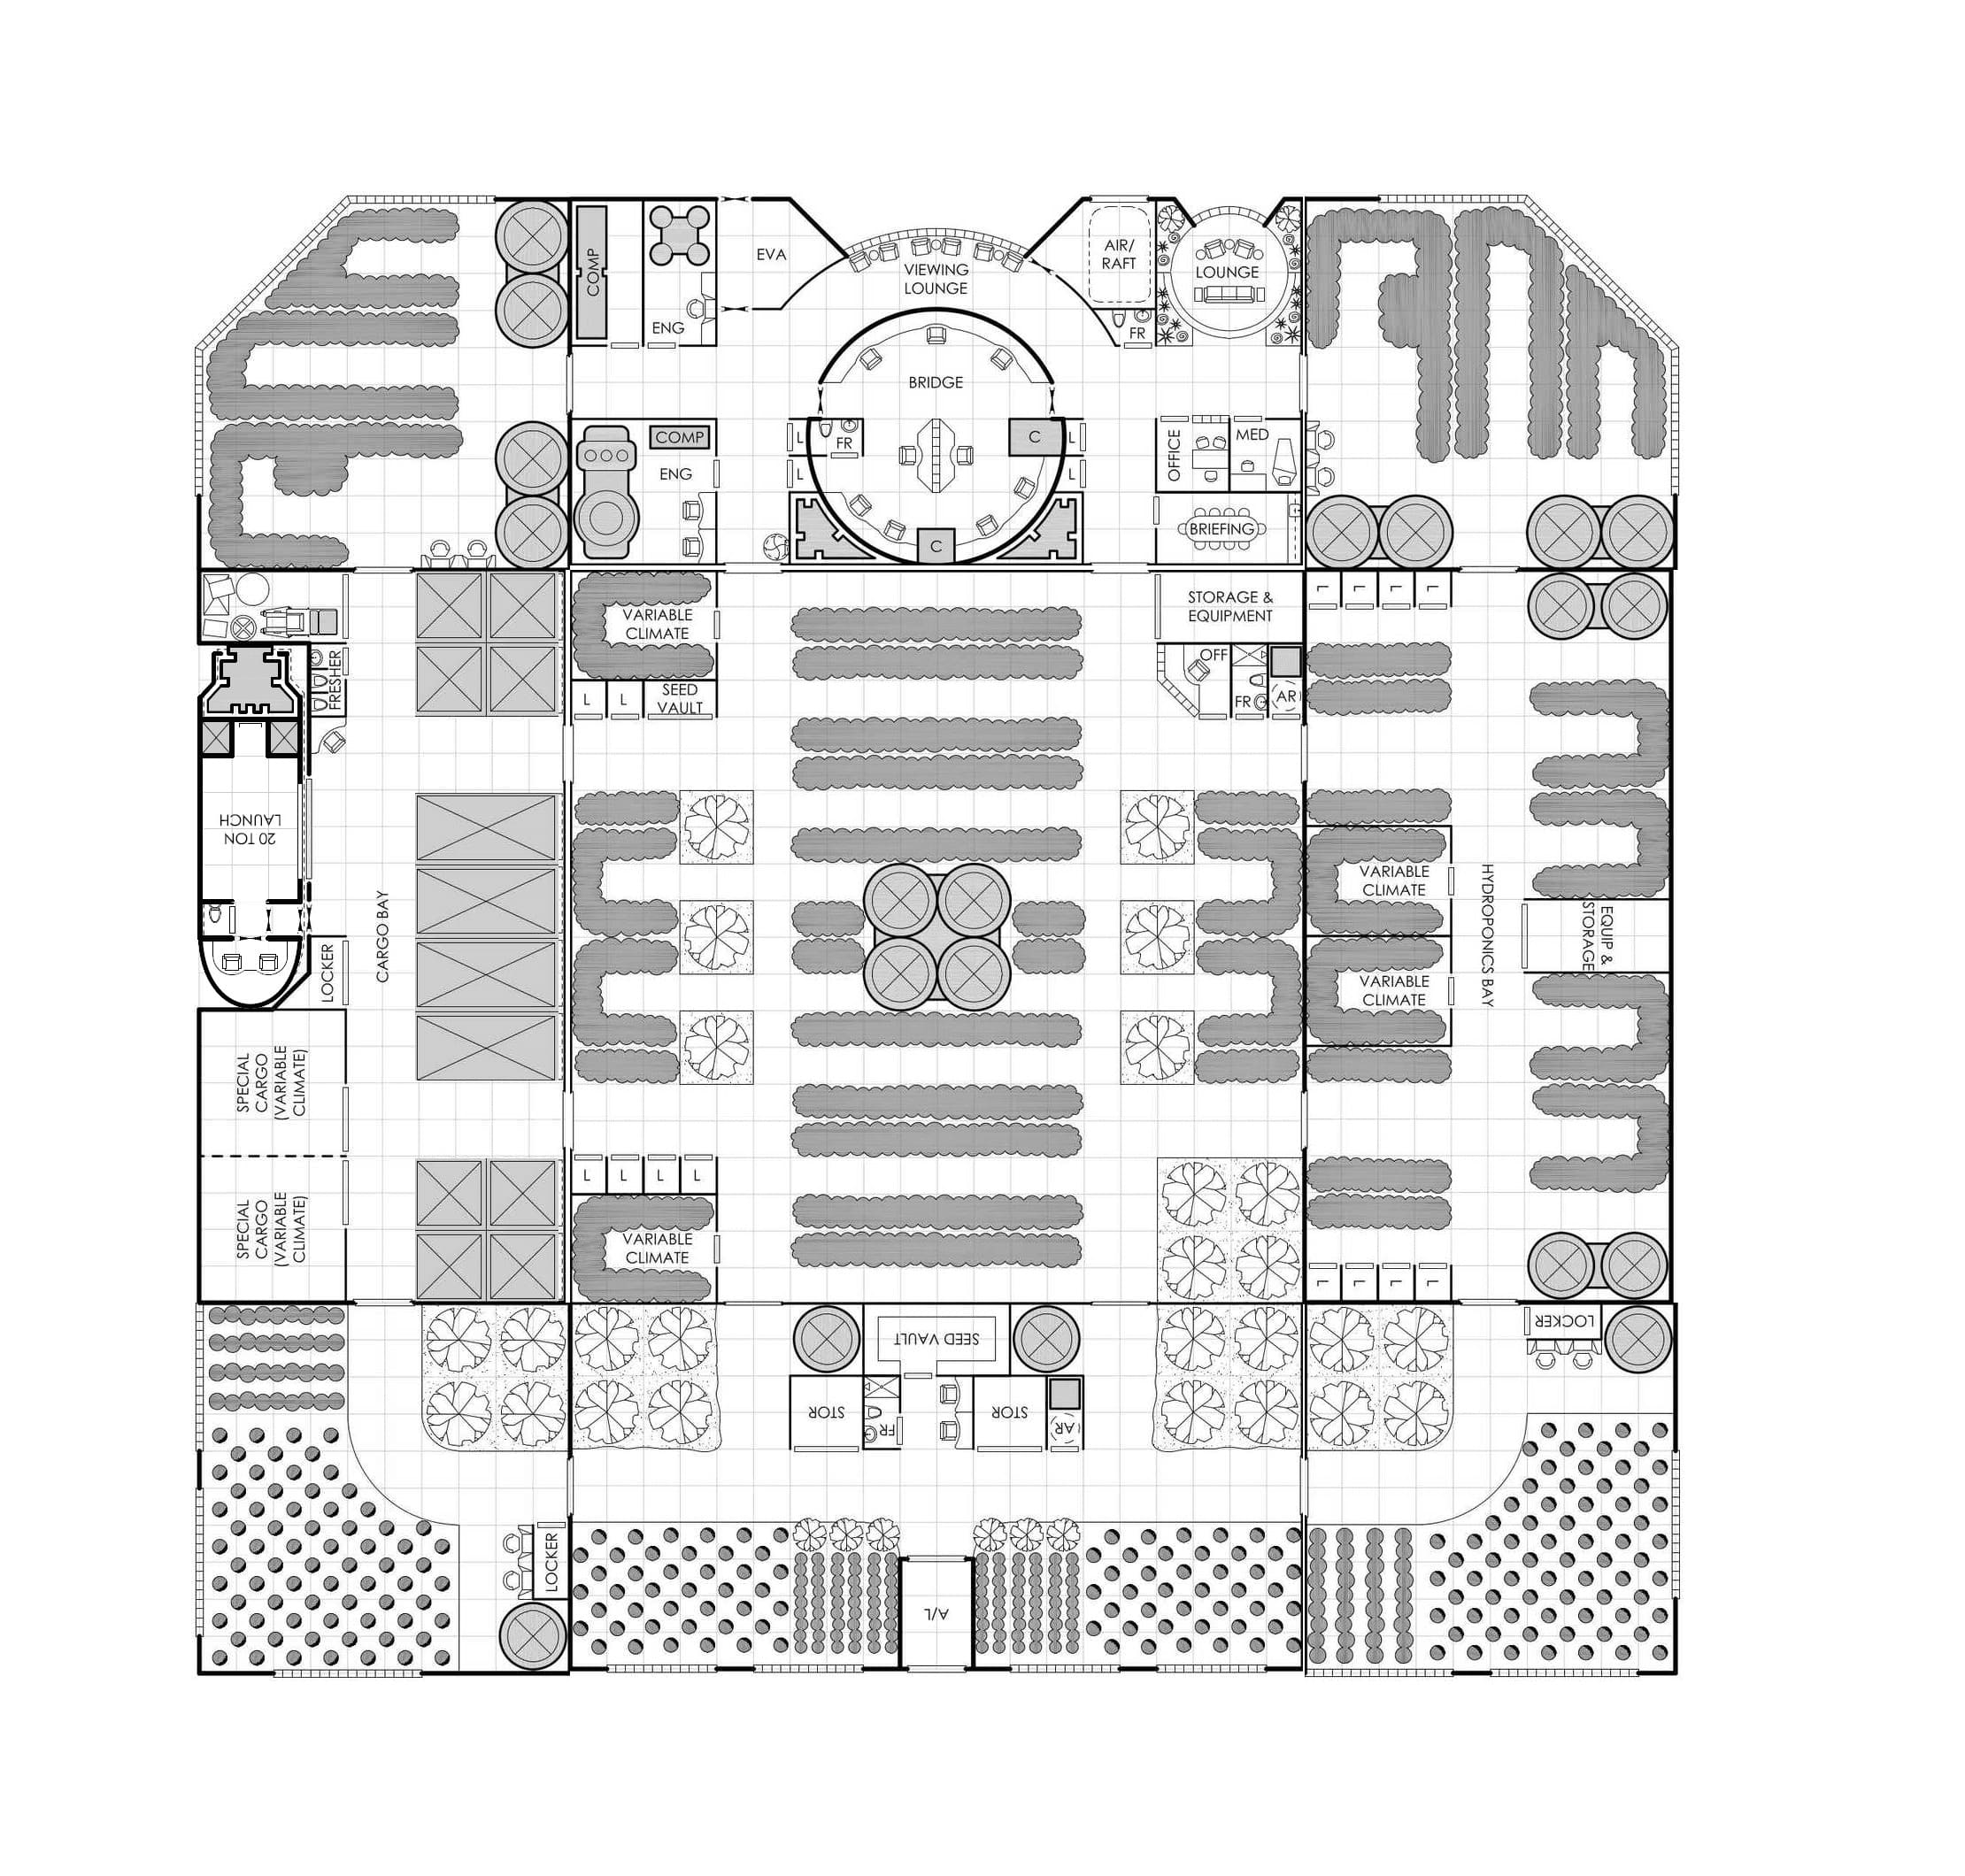 COMP
ENG
EVA
VIEWING
LOUNGE
AIR/
RAFT
FR
LOUNGE
BRIDGE
COMP
ENG
L
L
FR
C
L
L
C
OFFICE
MED
BRIEFING
VARIABLE
CLIMATE
L
L
SEED
VAULT
STORAGE &
EQUIPMENT
OFF
FR
AR
L
L
L
L
FRESHER
20 TON
LAUNCH
LOCKER
CARGO BAY
VARIABLE
CLIMATE
VARIABLE
CLIMATE
HYDROPONICS BAY
EQUIP &
STORAGE
SPECIAL
CARGO
(VARIABLE
CLIMATE)
SPECIAL
CARGO
(VARIABLE
CLIMATE)
L
L
L
L
VARIABLE
CLIMATE
L
L
L
L
SEED VAULT
STOR
FR
STOR
AR
LOCKER
LOCKER
A/L